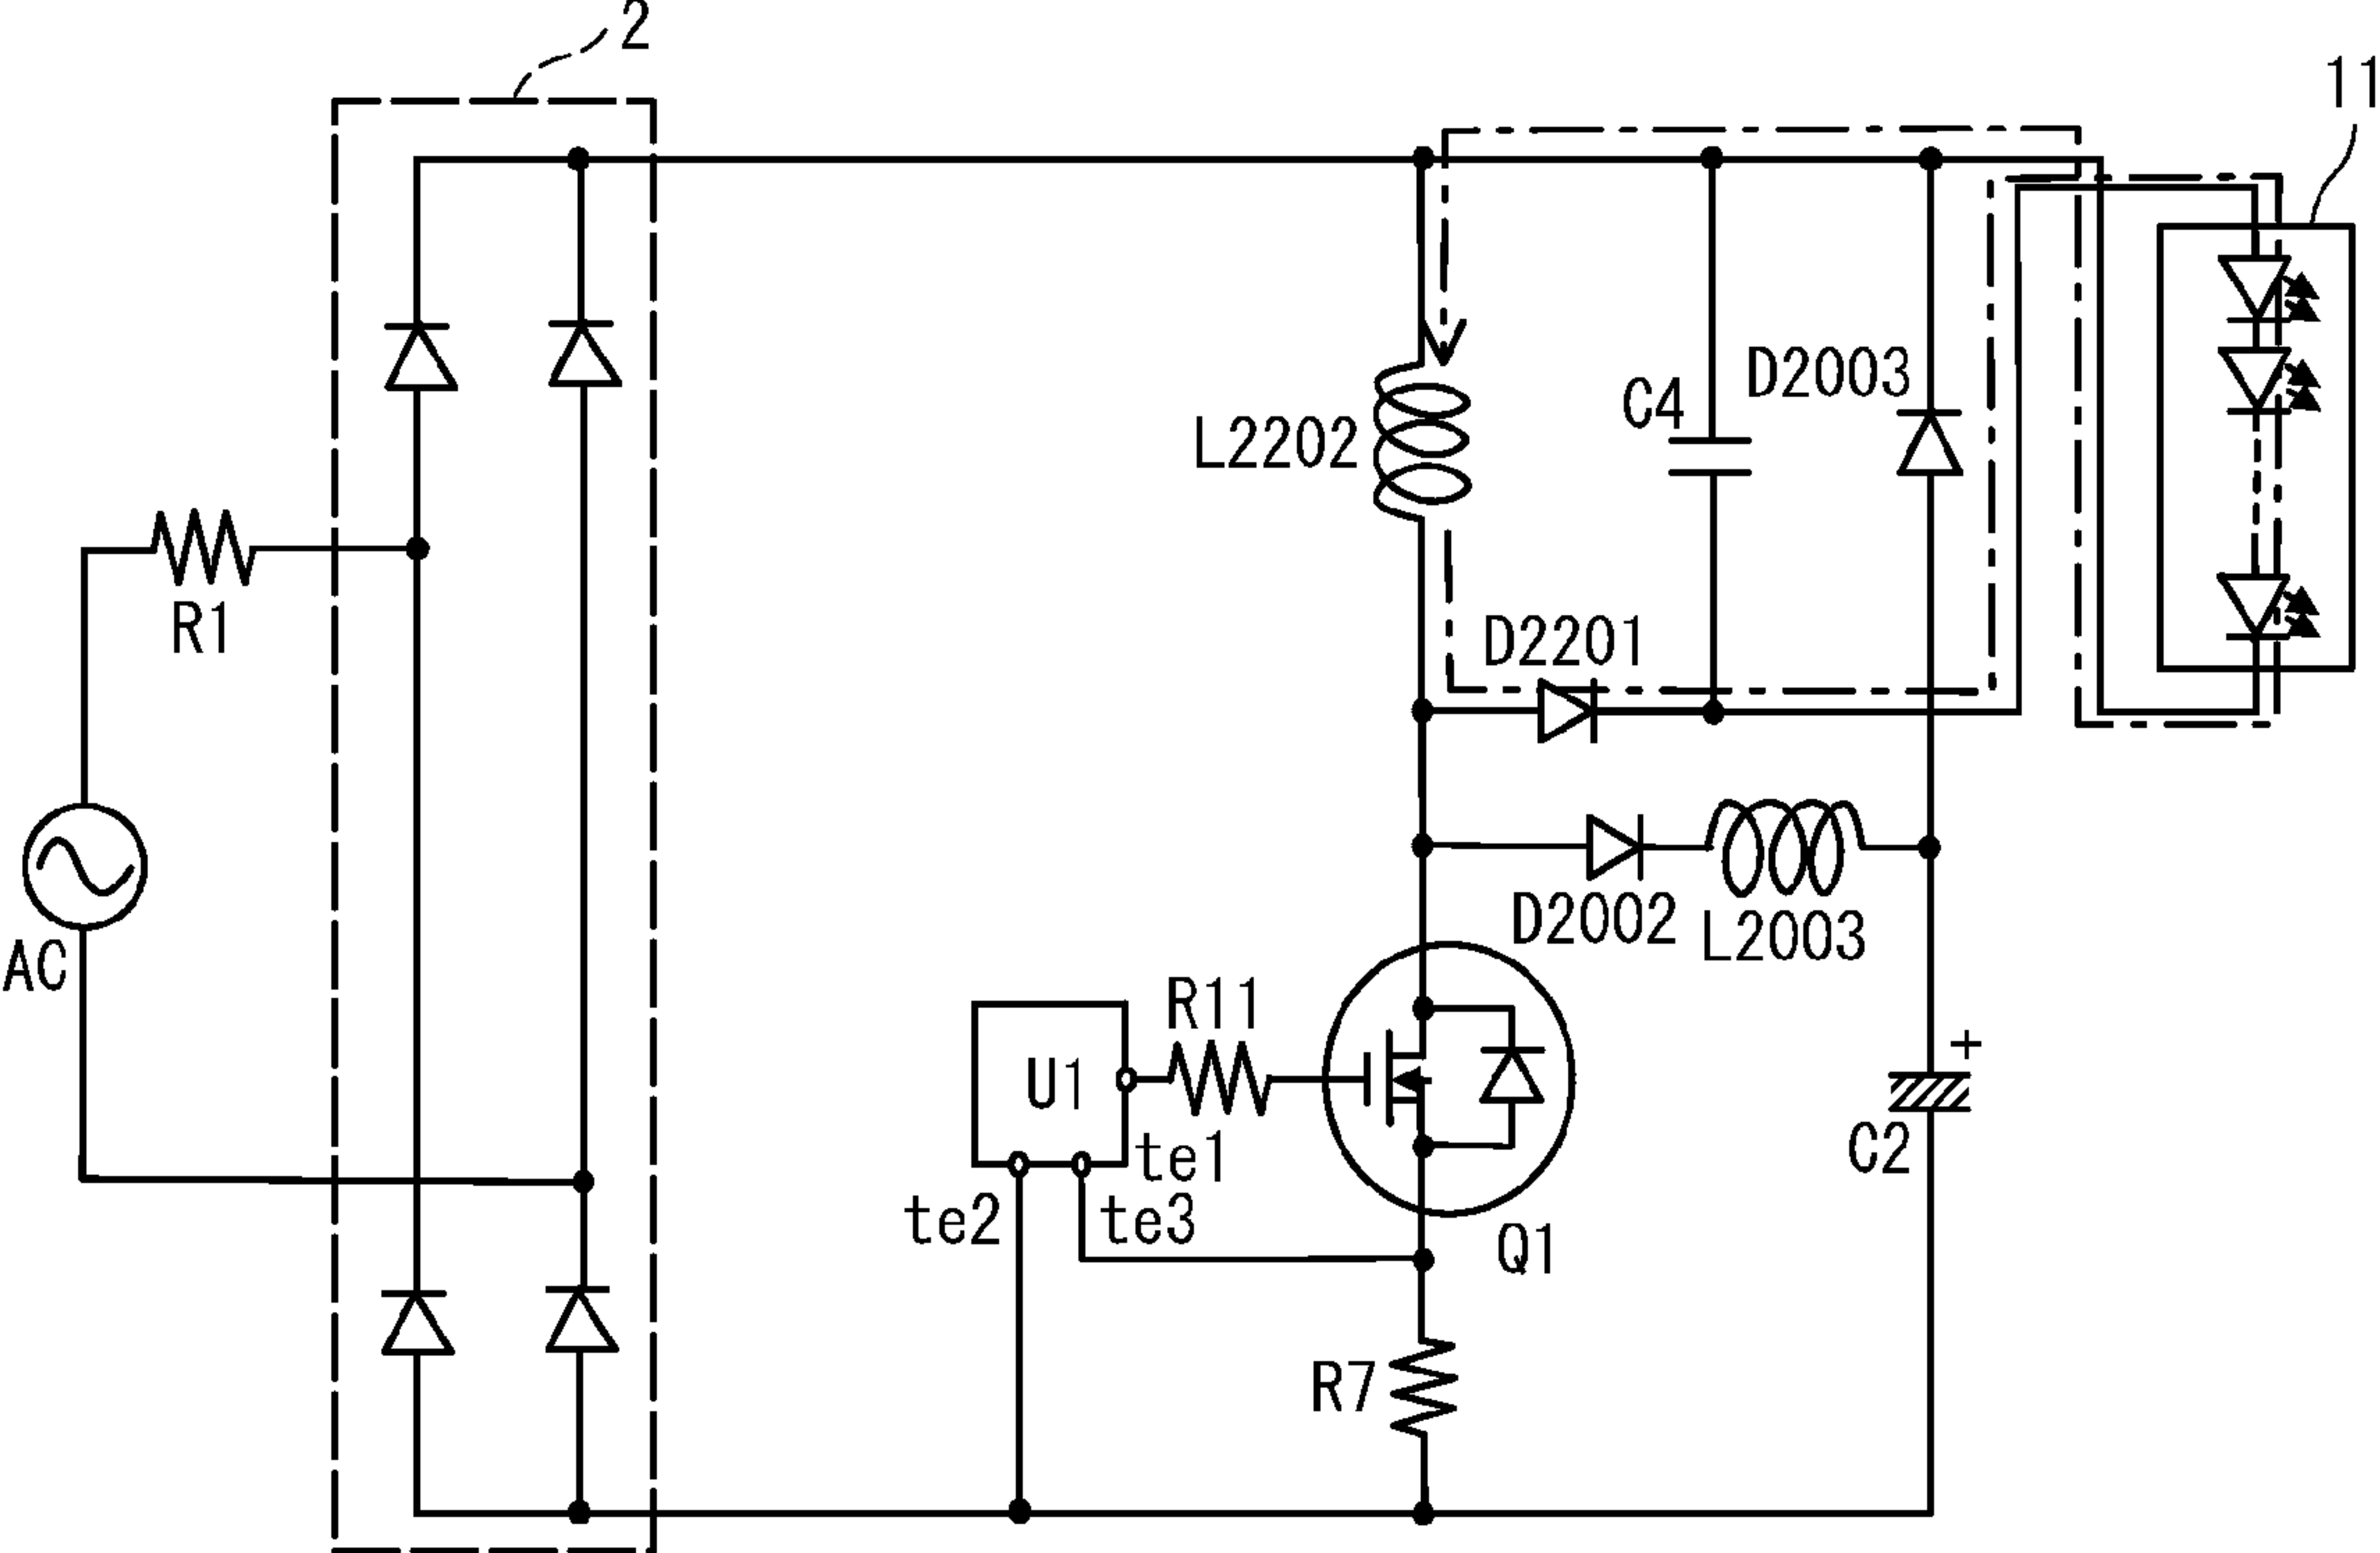 2
11
D2003
C4
L2202
R1
D2201
D2002
L2003
AC
R11
+
U1
te1
C2
te2
te3
Q1
R7